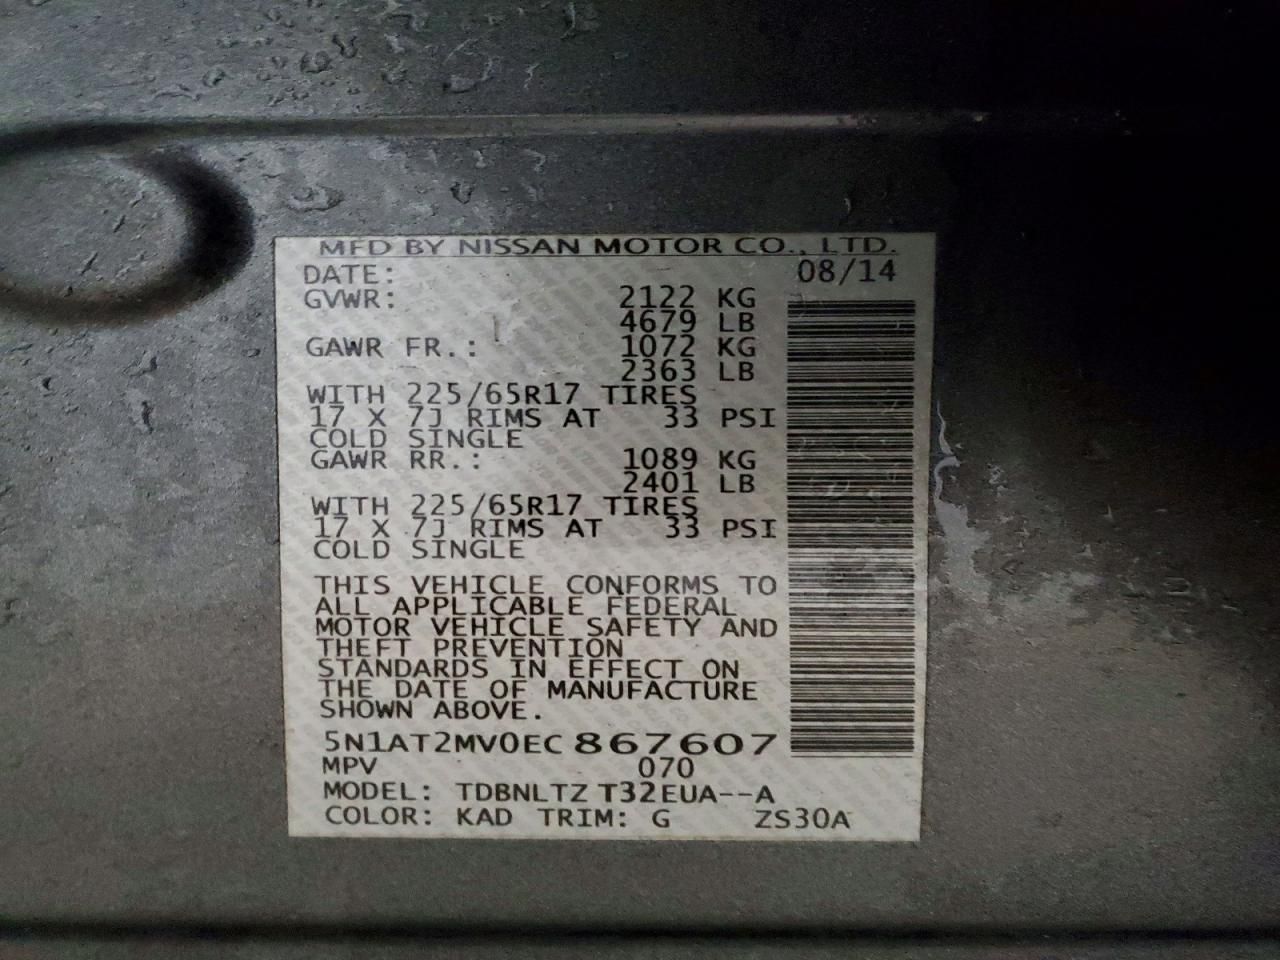 MFD BY NISSAN MOTOR CO., LTD.
DATE: 08/14
GVWR: 2122 KG
4679 LB
GAWR FR.: 1072 KG
2363 LB
WITH 225/65R17 TIRES
17 X 7J RIMS AT 33 PSI
COLD SINGLE
GAWR RR.: 1089 KG
2401 LB
WITH 225/65R17 TIRES
17 X 7J RIMS AT 33 PSI
COLD SINGLE
THIS VEHICLE CONFORMS TO
ALL APPLICABLE FEDERAL
MOTOR VEHICLE SAFETY AND
THEFT PREVENTION
STANDARDS IN EFFECT ON
THE DATE OF MANUFACTURE
SHOWN ABOVE.
5N1AT2MV0EC867607
MPV 070
MODEL: TDBNLTZ T32EUA--A
COLOR: KAD TRIM: G ZS30A